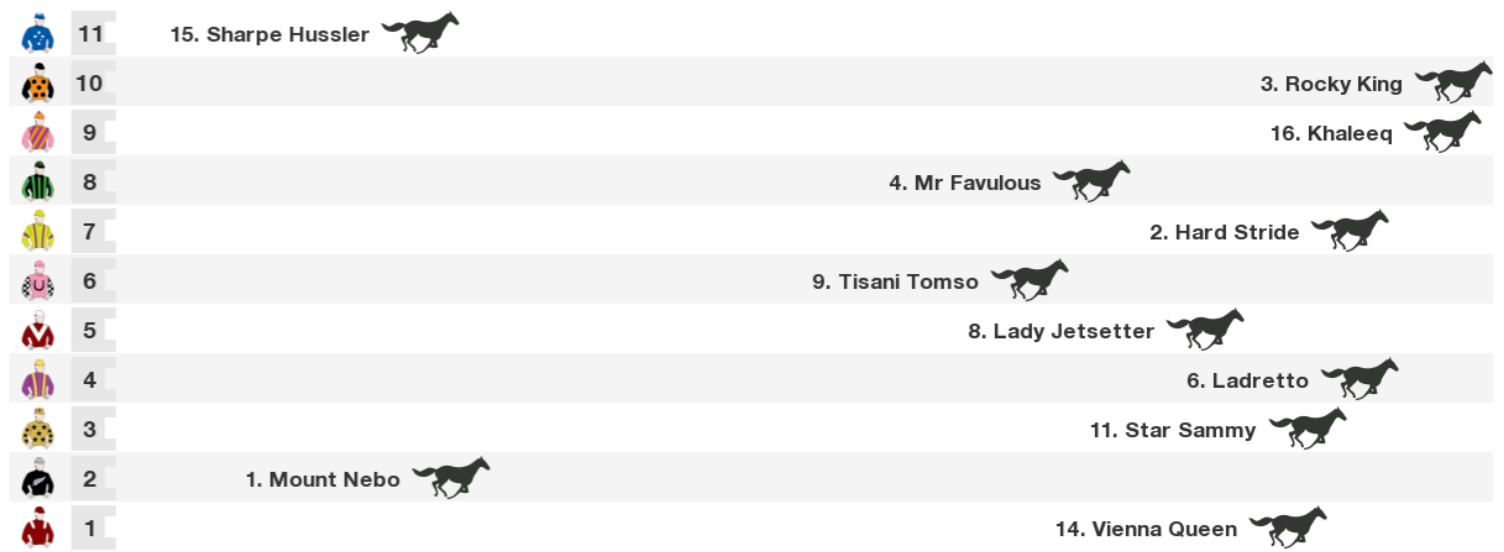 11 15. Sharpe Hussler
10 3. Rocky King
9 16. Khaleeq
8 4. Mr Favulous
7 2. Hard Stride
6 9. Tisani Tomso
5 8. Lady Jetsetter
4 6. Ladretto
3 11. Star Sammy
2 1. Mount Nebo
1 14. Vienna Queen